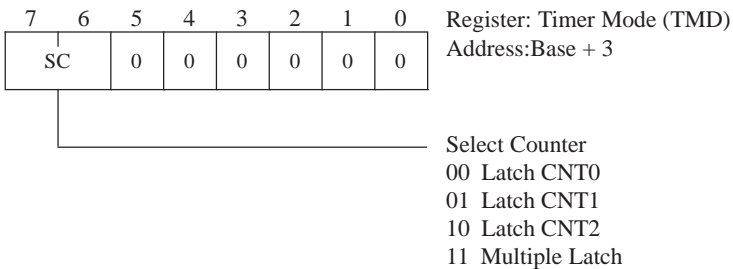 7 6 5 4 3 2 1 0 Register: Timer Mode (TMD)
Address:Base + 3
SC 0 0 0 0 0 0
Select Counter
00 Latch CNT0
01 Latch CNT1
10 Latch CNT2
11 Multiple Latch